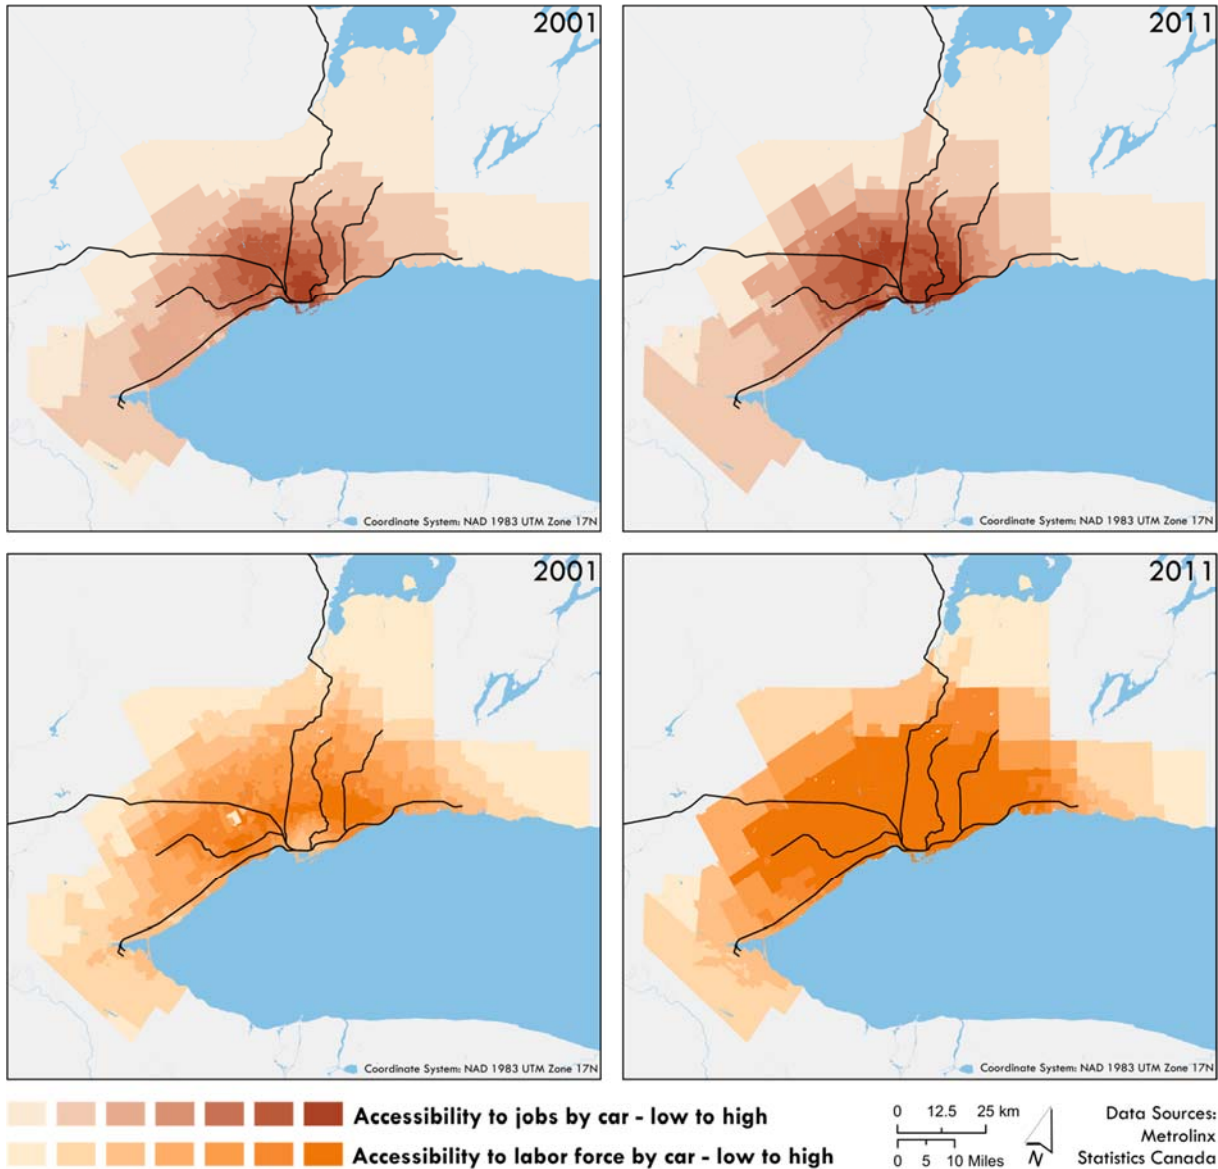 2001
2011
Coordinate System: NAD 1983 UTM Zone 17N
Coordinate System: NAD 1983 UTM Zone 17N
2001
2011
Coordinate System: NAD 1983 UTM Zone 17N
Coordinate System: NAD 1983 UTM Zone 17N
Accessibility to jobs by car - low to high
Accessibility to labor force by car - low to high
0 12.5 25 km
0 5 10 Miles
N
Data Sources:
Metrolinx
Statistics Canada